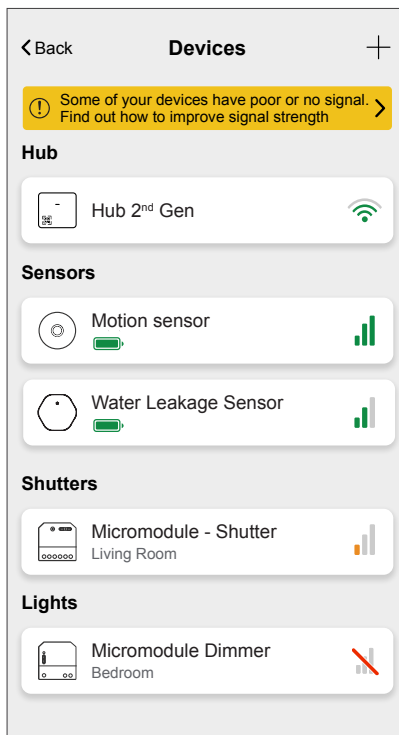 Back
Devices
Some of your devices have poor or no signal.
Find out how to improve signal strength
Hub
Hub 2nd Gen
Sensors
Motion sensor
Water Leakage Sensor
Shutters
Micromodule - Shutter
Living Room
Lights
Micromodule Dimmer
Bedroom